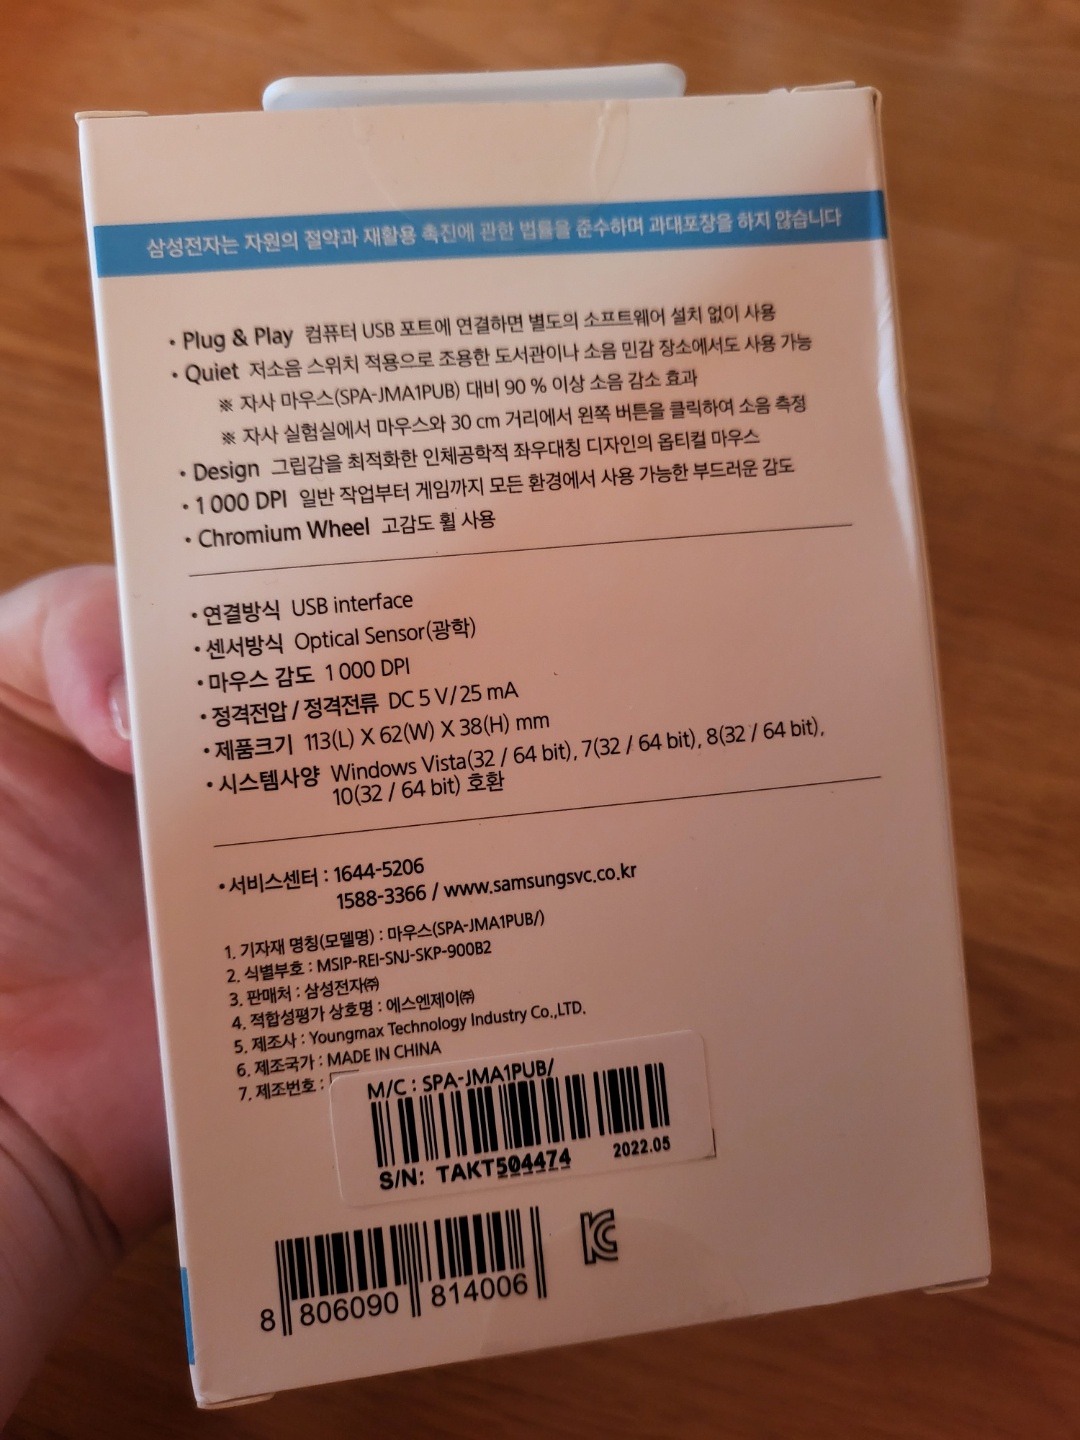 삼성전자는 자원의 절약과 재활용 촉진에 관한 법률을 준수하며 과대포장을 하지 않습니다
• Plug & Play 컴퓨터 USB 포트에 연결하면 별도의 소프트웨어 설치 없이 사용
• Quiet 저소음 스위치 적용으로 조용한 도서관이나 소음 민감 장소에서도 사용 가능
※ 자사 마우스(SPA-JMA1PUB) 대비 90 % 이상 소음 감소 효과
※ 자사 실험실에서 마우스와 30 cm 거리에서 왼쪽 버튼을 클릭하여 소음 측정
• Design 그립감을 최적화한 인체공학적 좌우대칭 디자인의 옵티컬 마우스
• 1 000 DPI 일반 작업부터 게임까지 모든 환경에서 사용 가능한 부드러운 감도
• Chromium Wheel 고감도 휠 사용
• 연결방식 USB interface
• 센서방식 Optical Sensor(광학)
• 마우스 감도 1 000 DPI
• 정격전압 / 정격전류 DC 5 V / 25 mA
• 제품크기 113(L) X 62(W) X 38(H) mm
• 시스템사양 Windows Vista(32 / 64 bit), 7(32 / 64 bit), 8(32 / 64 bit),
10(32 / 64 bit) 호환
• 서비스센터 : 1644-5206
1588-3366 / www.samsungsvc.co.kr
1. 기자재 명칭(모델명) : 마우스(SPA-JMA1PUB/)
2. 식별부호 : MSIP-REI-SNJ-SKP-900B2
3. 판매처 : 삼성전자㈜
4. 적합성평가 상호명 : 에스엔제이㈜
5. 제조사 : Youngmax Technology Industry Co.,LTD.
6. 제조국가 : MADE IN CHINA
7. 제조번호 :
M/C : SPA-JMA1PUB/
S/N: TAKT504474 2022.05
8 806090 814006
KC